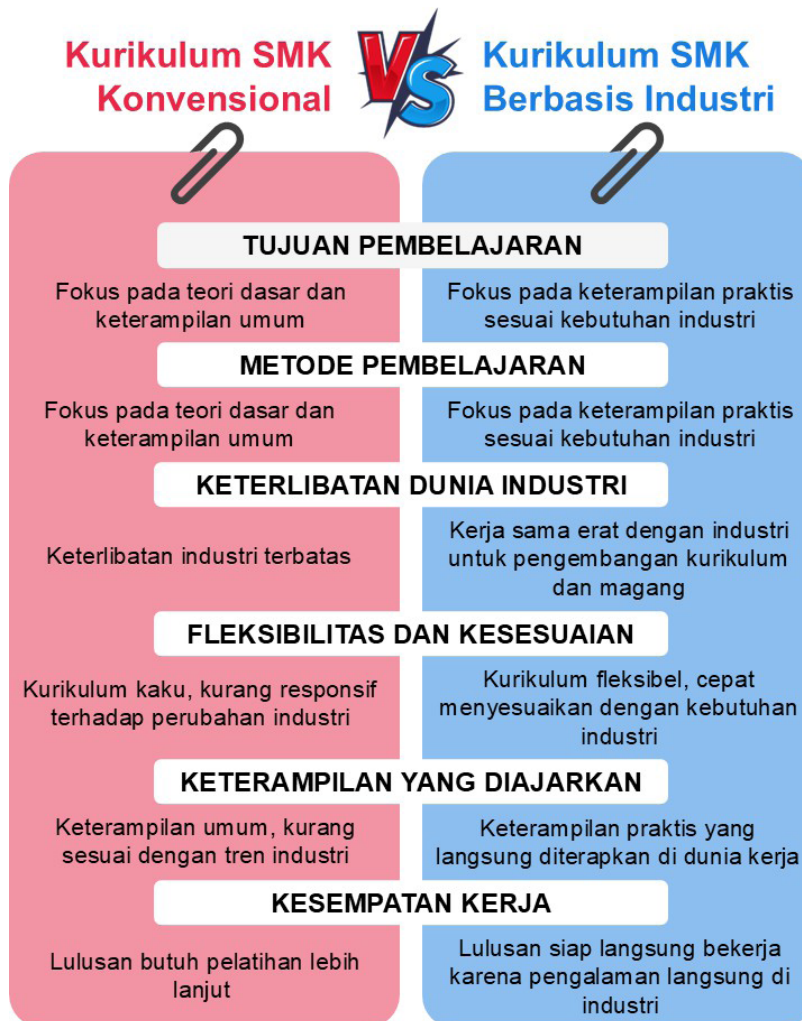 Kurikulum SMK
Konvensional
VS
Kurikulum SMK
Berbasis Industri
TUJUAN PEMBELAJARAN
Fokus pada teori dasar dan
keterampilan umum
Fokus pada keterampilan praktis
sesuai kebutuhan industri
METODE PEMBELAJARAN
Fokus pada teori dasar dan
keterampilan umum
Fokus pada keterampilan praktis
sesuai kebutuhan industri
KETERLIBATAN DUNIA INDUSTRI
Keterlibatan industri terbatas
Kerja sama erat dengan industri
untuk pengembangan kurikulum
dan magang
FLEKSIBILITAS DAN KESESUAIAN
Kurikulum kaku, kurang responsif
terhadap perubahan industri
Kurikulum fleksibel, cepat
menyesuaikan dengan kebutuhan
industri
KETERAMPILAN YANG DIAJARKAN
Keterampilan umum, kurang
sesuai dengan tren industri
Keterampilan praktis yang
langsung diterapkan di dunia kerja
KESEMPATAN KERJA
Lulusan butuh pelatihan lebih
lanjut
Lulusan siap langsung bekerja
karena pengalaman langsung di
industri